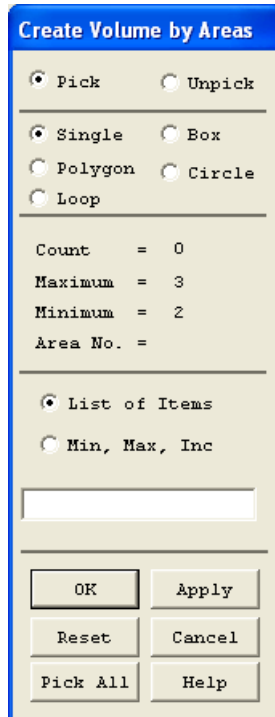 Create Volume by Areas
Pick Unpick
Single Box
Polygon Circle
Loop
Count = 0
Maximum = 3
Minimum = 2
Area No. =
List of Items
Min, Max, Inc
OK Apply
Reset Cancel
Pick All Help